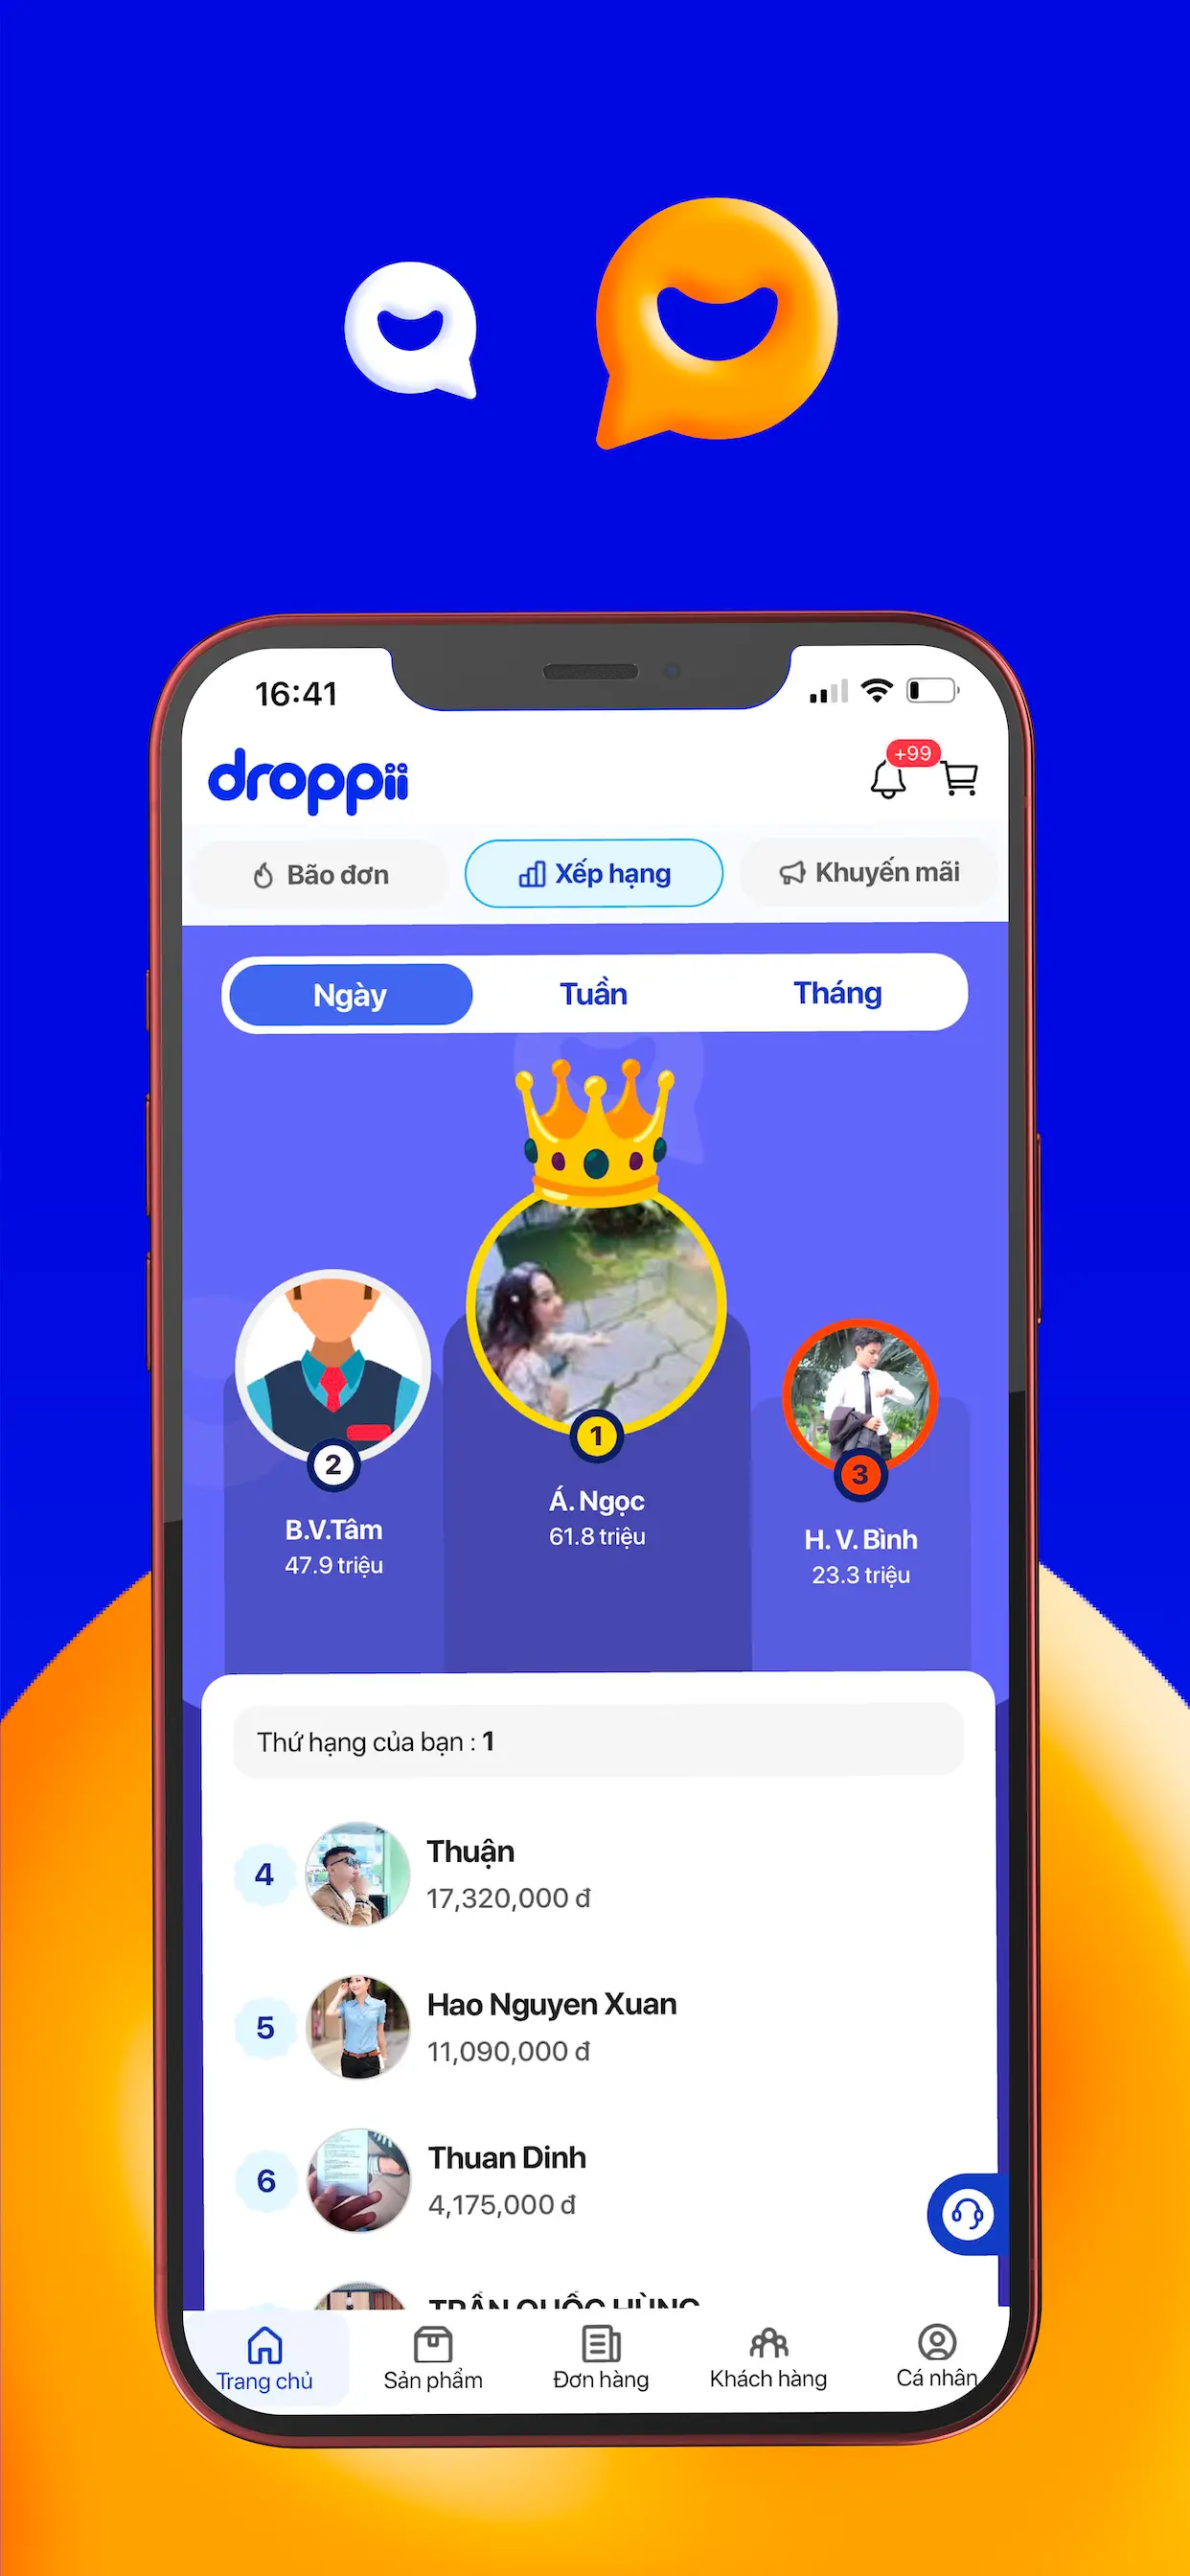 16:41
droppii
+99
Bão đơn
Xếp hạng
Khuyến mãi
Ngày
Tuần
Tháng
1
2
3
Á. Ngọc
61.8 triệu
B.V.Tâm
47.9 triệu
H. V. Bình
23.3 triệu
Thứ hạng của bạn : 1
4
Thuận
17,320,000 đ
5
Hao Nguyen Xuan
11,090,000 đ
6
Thuan Dinh
4,175,000 đ
TRẦN QUỐC HÙNG
Trang chủ
Sản phẩm
Đơn hàng
Khách hàng
Cá nhân